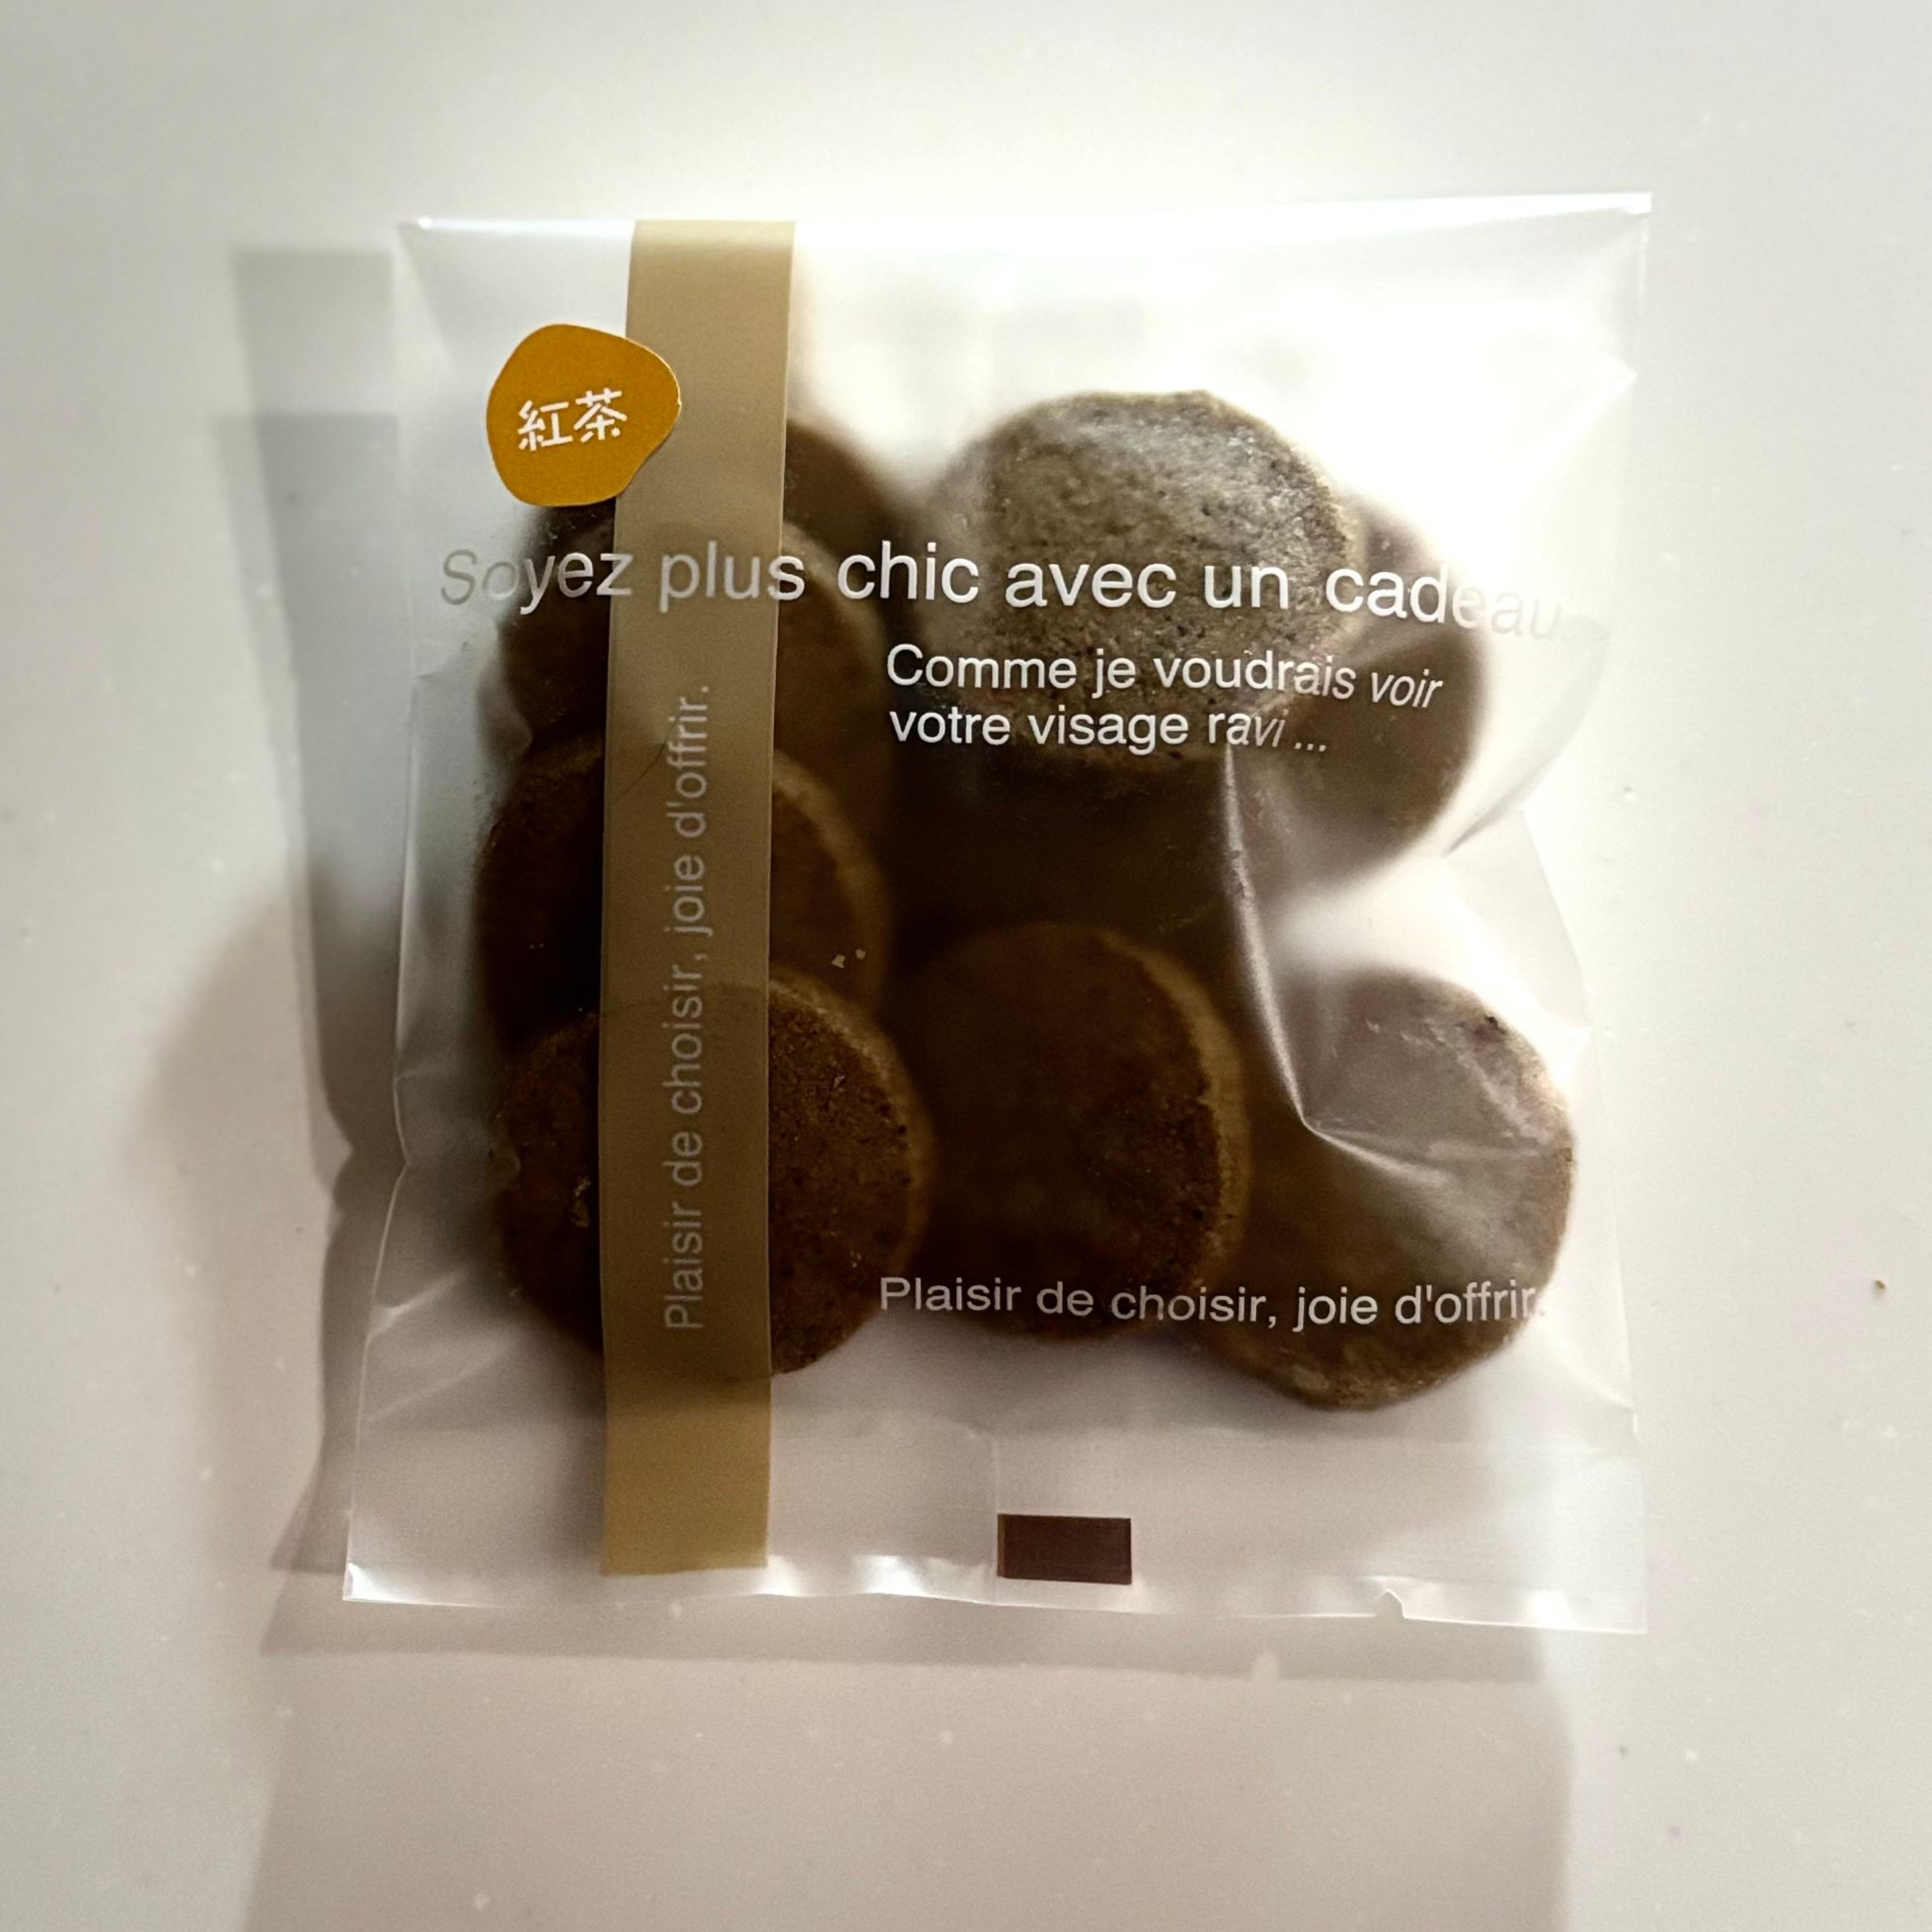 紅茶
Soyez plus chic avec un cadeau
Comme je voudrais voir
votre visage ravi ...
Plaisir de choisir, joie d'offrir.
Plaisir de choisir, joie d'offrir.